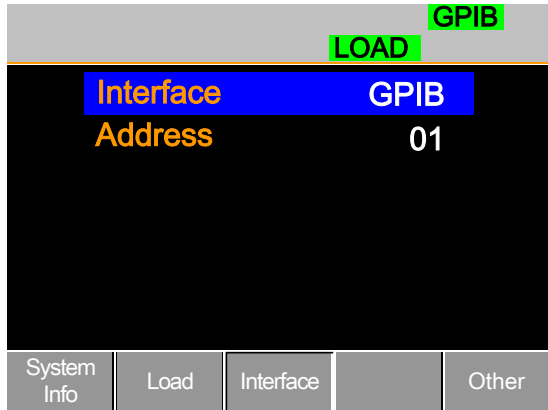 GPIB
LOAD
Interface GPIB
Address 01
System Info
Load
Interface
Other